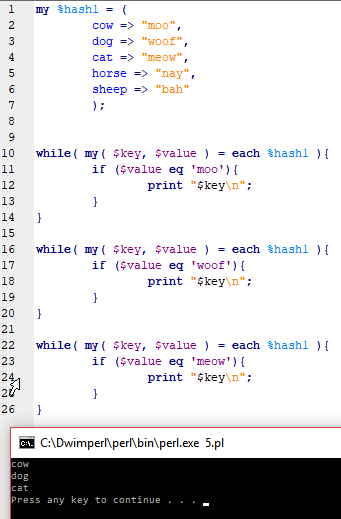 1 my %hash1 = (
2 cow => "moo",
3 dog => "woof",
4 cat => "meow",
5 horse => "nay",
6 sheep => "bah"
7 );
8
9
10 while( my( $key, $value ) = each %hash1 ){
11 if ($value eq 'moo'){
12 print "$key\n";
13 }
14 }
15
16 while( my( $key, $value ) = each %hash1 ){
17 if ($value eq 'woof'){
18 print "$key\n";
19 }
20 }
21
22 while( my( $key, $value ) = each %hash1 ){
23 if ($value eq 'meow'){
24 print "$key\n";
25 }
26 }
C:\Dwimperl\perl\bin\perl.exe 5.pl
cow
dog
cat
Press any key to continue . . .